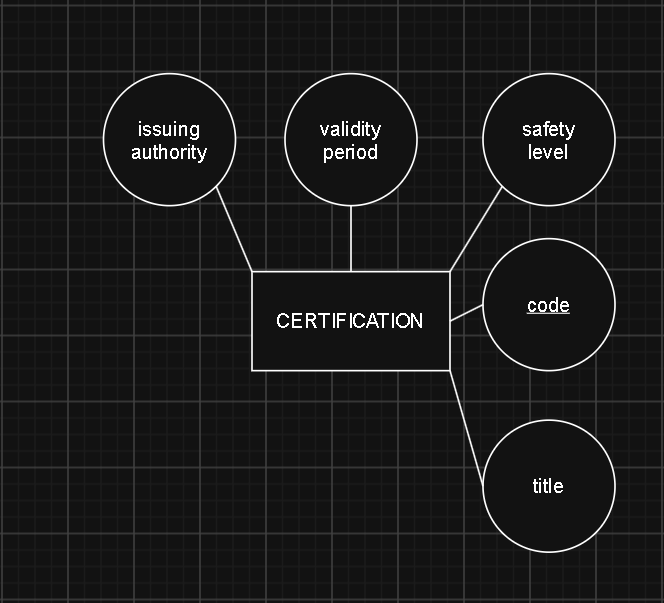 issuing
authority
validity
period
safety
level
code
CERTIFICATION
title